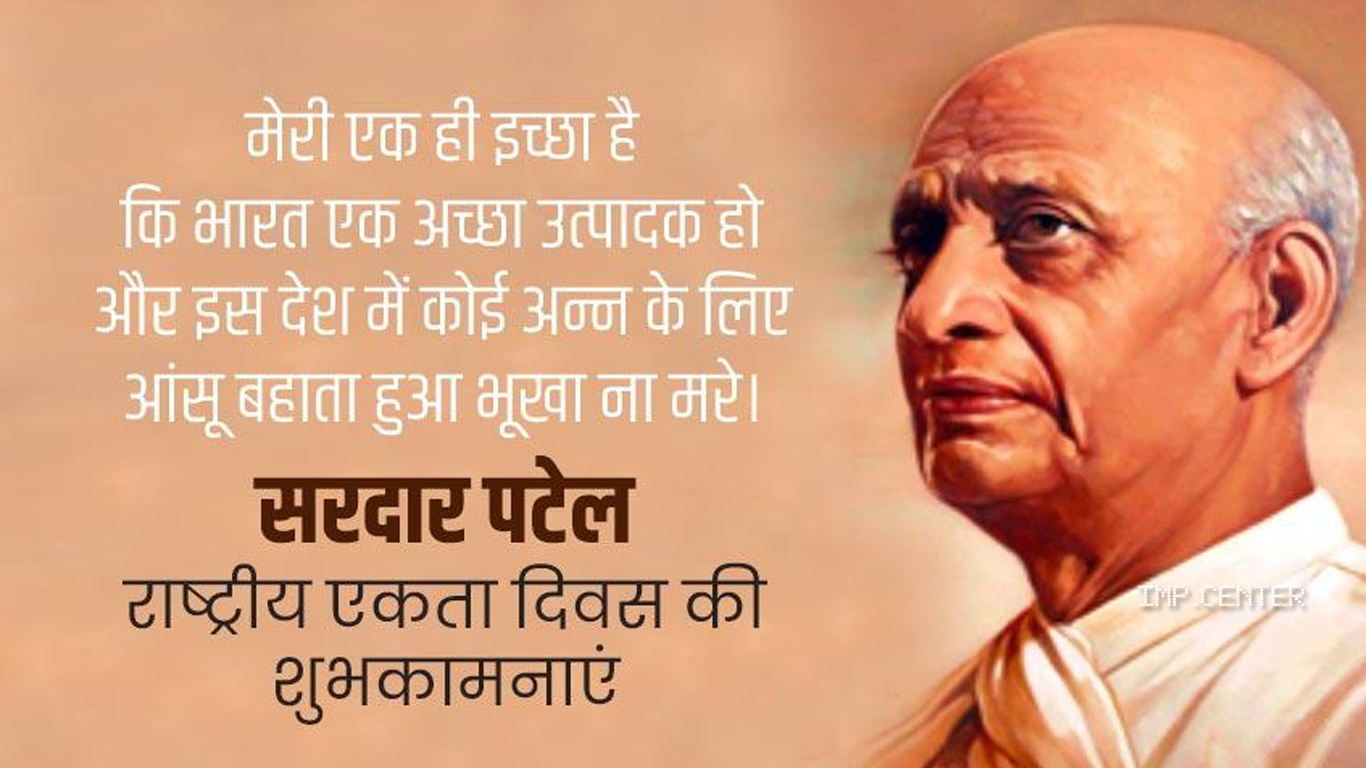 मेरी एक ही इच्छा है
कि भारत एक अच्छा उत्पादक हो
और इस देश में कोई अन्न के लिए
आंसू बहाता हुआ भूखा ना मरे।
सरदार पटेल
राष्ट्रीय एकता दिवस की
शुभकामनाएं
IMP CENTER